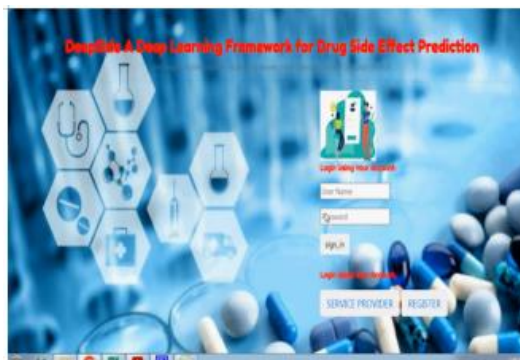 DeepSide A Deep Learning Framework for Drug Side Effect Prediction
Login Using Your Account:
User Name
Password
sign_in
Login
SERVICE PROVIDER REGISTER